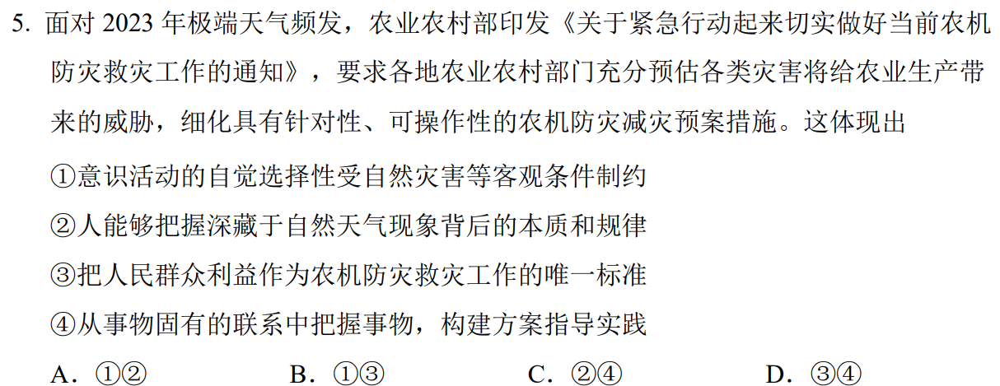 5. 面对 2023 年极端天气频发，农业农村部印发《关于紧急行动起来切实做好当前农机
防灾救灾工作的通知》，要求各地农业农村部门充分预估各类灾害将给农业生产带
来的威胁，细化具有针对性、可操作性的农机防灾减灾预案措施。这体现出
①意识活动的自觉选择性受自然灾害等客观条件制约
②人能够把握深藏于自然天气现象背后的本质和规律
③把人民群众利益作为农机防灾救灾工作的唯一标准
④从事物固有的联系中把握事物，构建方案指导实践
A．①② B．①③ C．②④ D．③④